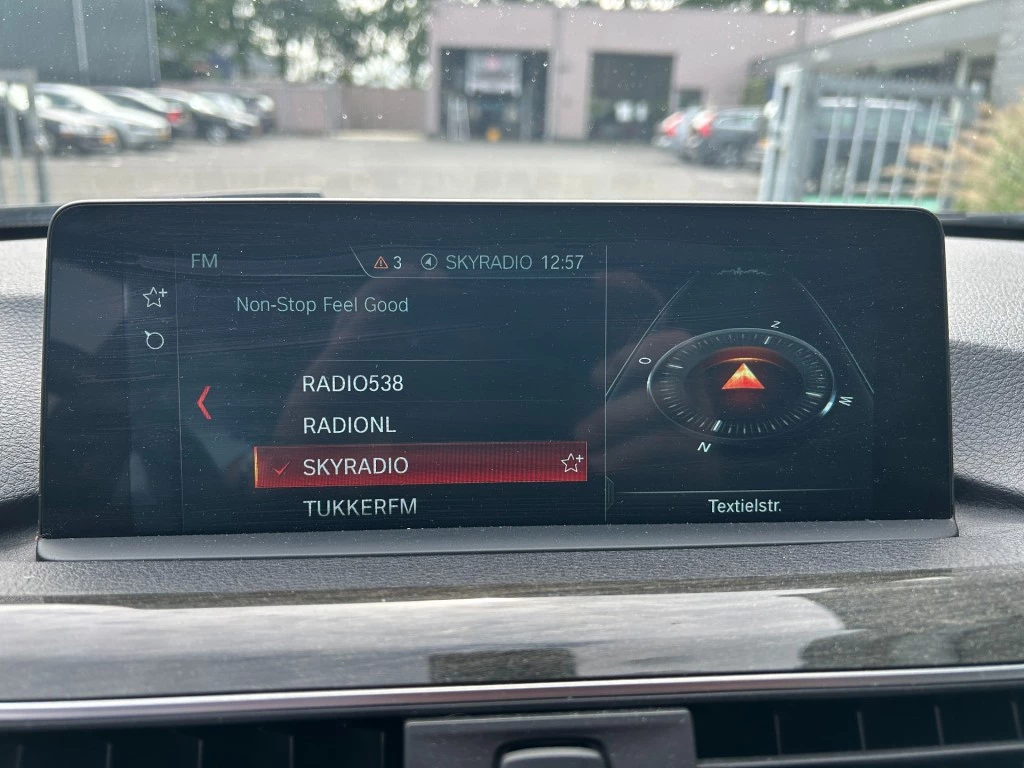 FM
3 SKYRADIO 12:57
Non-Stop Feel Good
RADIO538
RADIONL
SKYRADIO
TUKKERFM
Z
O
W
N
Textielstr.